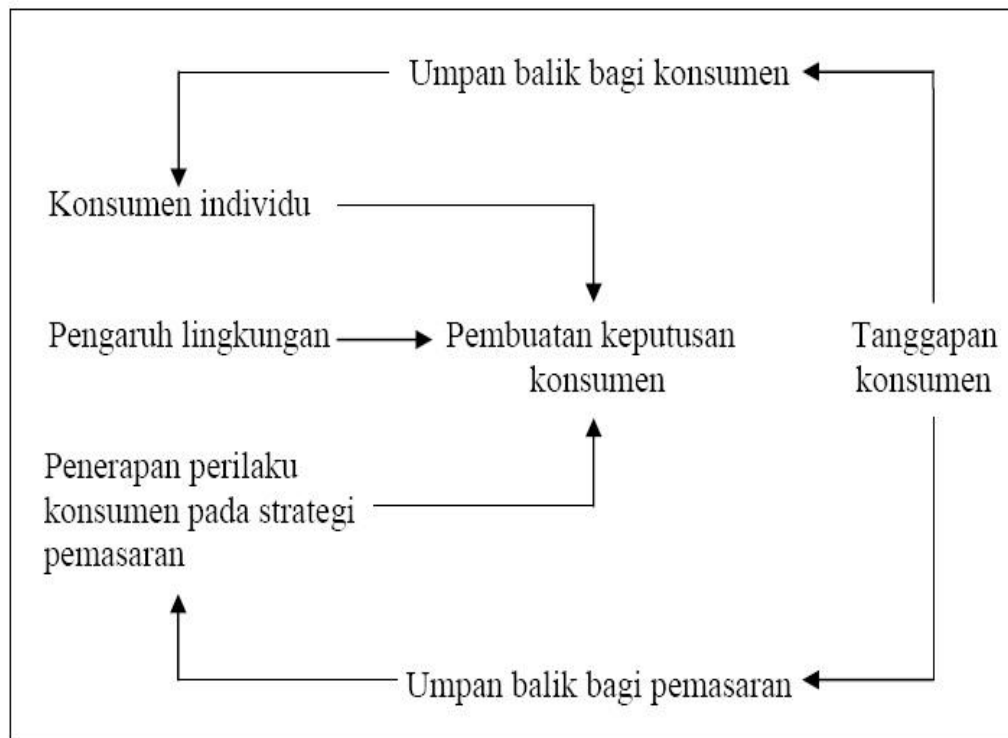 Umpan balik bagi konsumen
Konsumen individu
Pengaruh lingkungan
Pembuatan keputusan
konsumen
Tanggapan
konsumen
Penerapan perilaku
konsumen pada strategi
pemasaran
Umpan balik bagi pemasaran